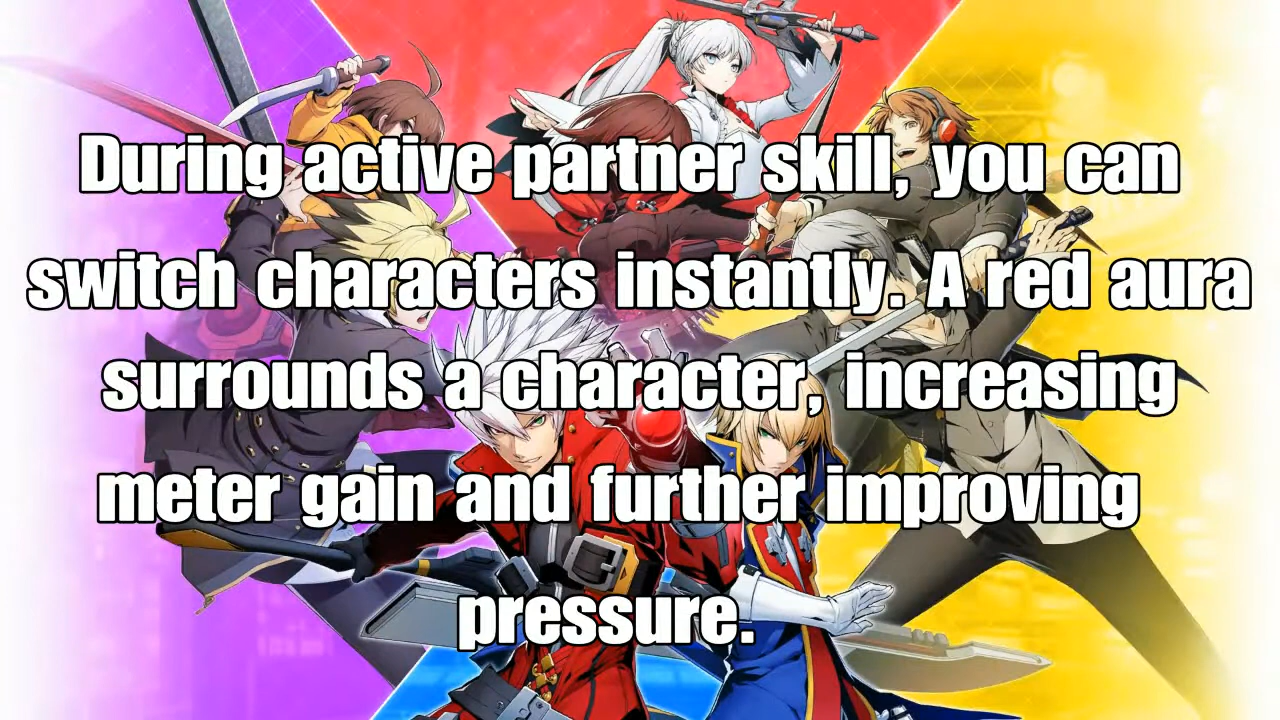 During active partner skill, you can
switch characters instantly. A red aura
surrounds a character, increasing
meter gain and further improving
pressure.